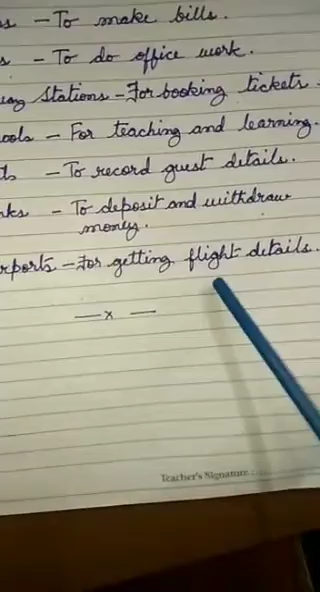 - To make bills.
- To do office work.
Stations - For booking tickets.
- For teaching and learning.
- To record guest details.
- To deposit and withdraw
money.
- For getting flight details.
— x —
Teacher's Signature